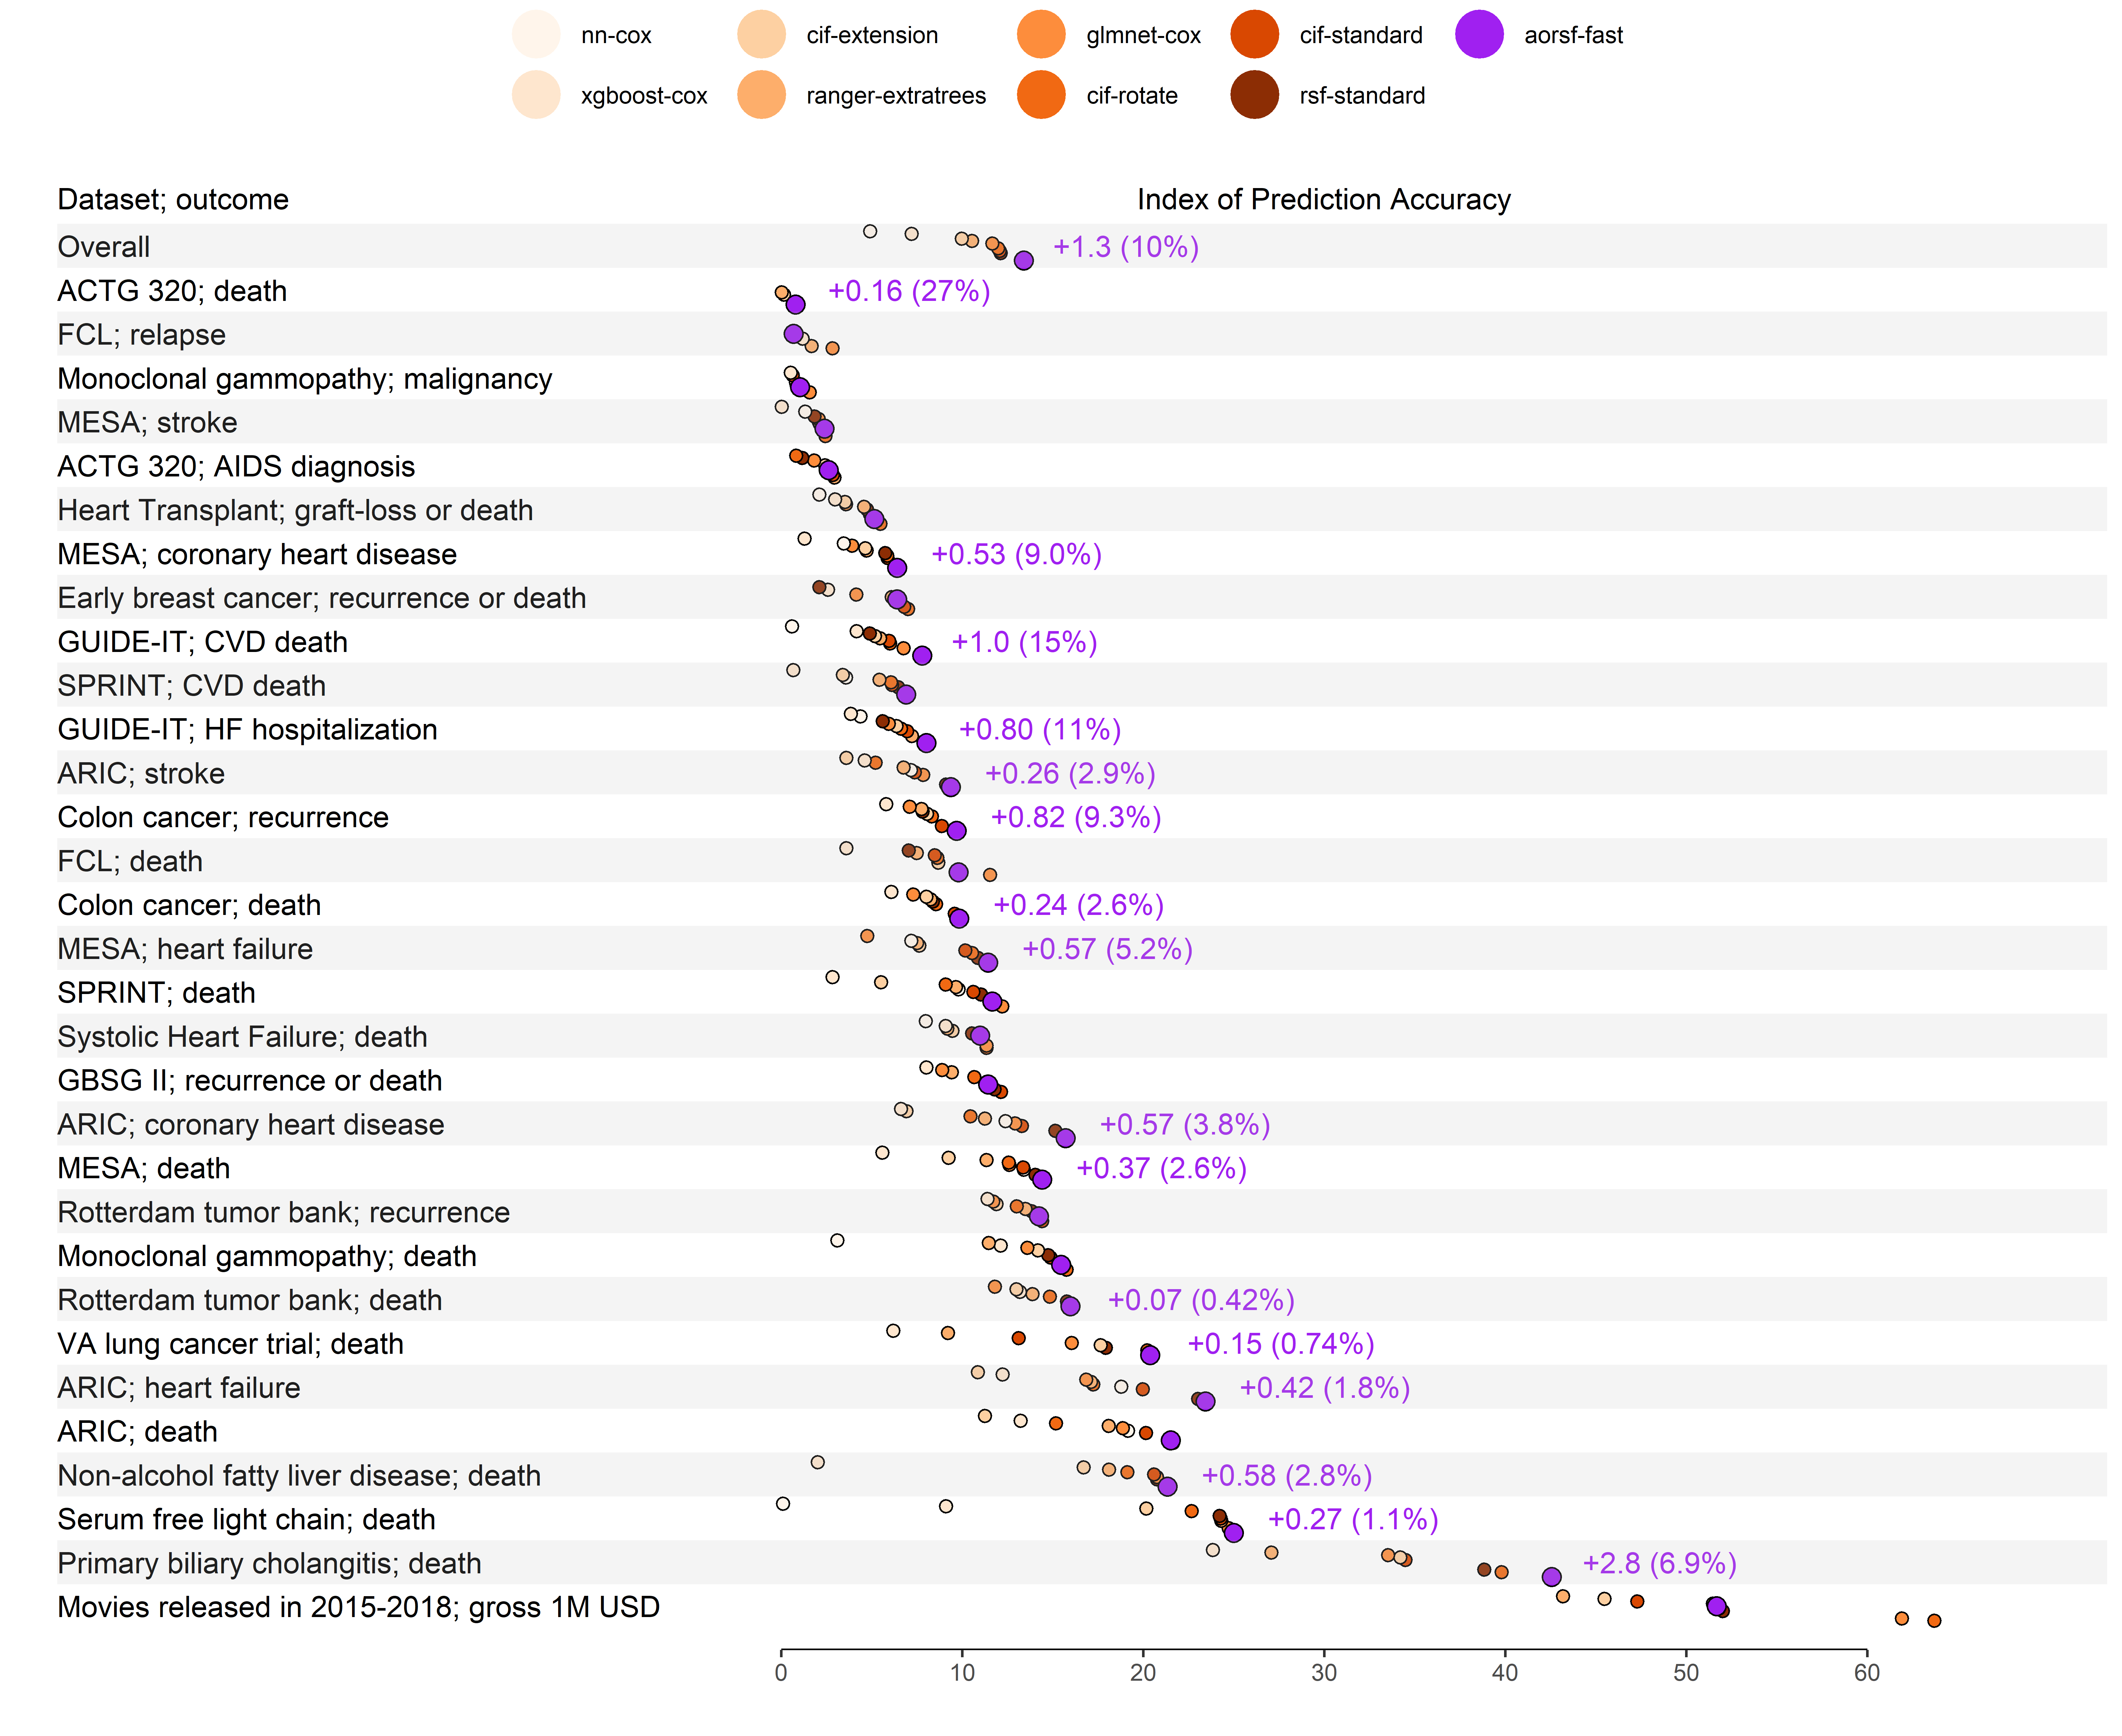 nn-cox cif-extension glmnet-cox cif-standard aorsf-fast
xgboost-cox ranger-extratrees cif-rotate rsf-standard
Dataset; outcome Index of Prediction Accuracy
Overall +1.3 (10%)
ACTG 320; death +0.16 (27%)
FCL; relapse
Monoclonal gammopathy; malignancy
MESA; stroke
ACTG 320; AIDS diagnosis
Heart Transplant; graft-loss or death
MESA; coronary heart disease +0.53 (9.0%)
Early breast cancer; recurrence or death
GUIDE-IT; CVD death +1.0 (15%)
SPRINT; CVD death
GUIDE-IT; HF hospitalization +0.80 (11%)
ARIC; stroke +0.26 (2.9%)
Colon cancer; recurrence +0.82 (9.3%)
FCL; death
Colon cancer; death +0.24 (2.6%)
MESA; heart failure +0.57 (5.2%)
SPRINT; death
Systolic Heart Failure; death
GBSG II; recurrence or death
ARIC; coronary heart disease +0.57 (3.8%)
MESA; death +0.37 (2.6%)
Rotterdam tumor bank; recurrence
Monoclonal gammopathy; death
Rotterdam tumor bank; death +0.07 (0.42%)
VA lung cancer trial; death +0.15 (0.74%)
ARIC; heart failure +0.42 (1.8%)
ARIC; death
Non-alcohol fatty liver disease; death +0.58 (2.8%)
Serum free light chain; death +0.27 (1.1%)
Primary biliary cholangitis; death +2.8 (6.9%)
Movies released in 2015-2018; gross 1M USD
0 10 20 30 40 50 60